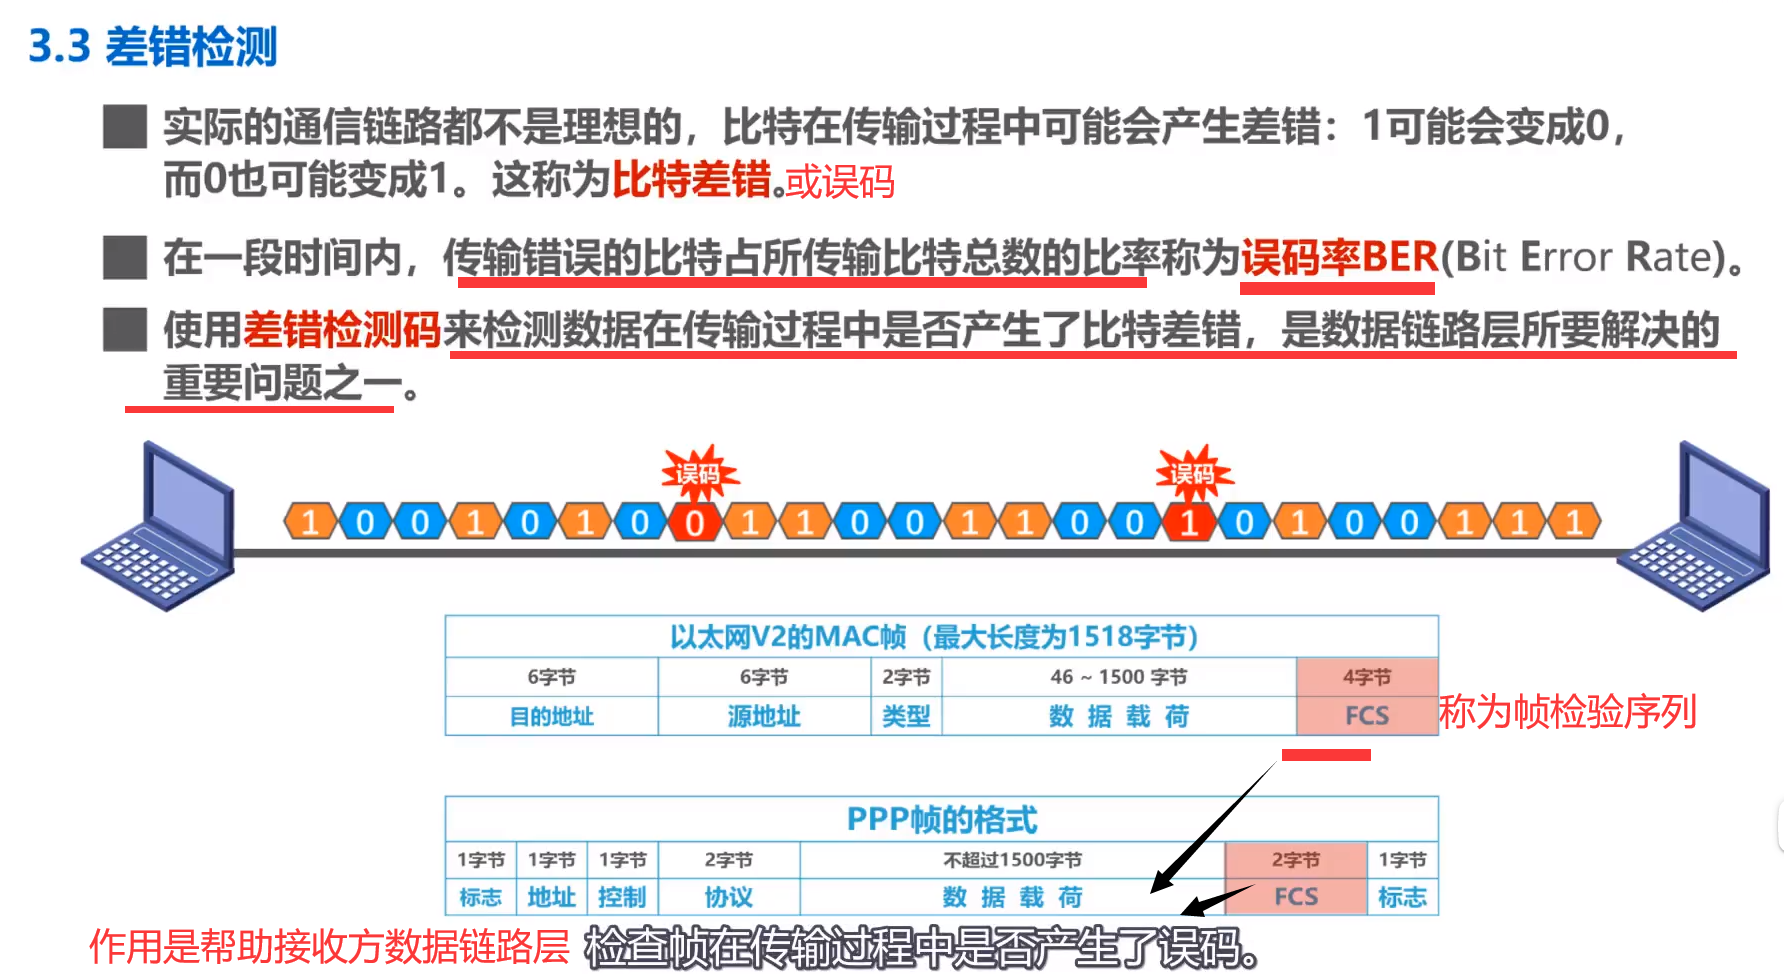 3.3 差错检测
实际的通信链路都不是理想的，比特在传输过程中可能会产生差错：1可能会变成0，
而0也可能变成1。这称为比特差错。或误码
在一段时间内，传输错误的比特占所传输比特总数的比率称为误码率BER(Bit Error Rate)。
使用差错检测码来检测数据在传输过程中是否产生了比特差错，是数据链路层所要解决的
重要问题之一。
误码 误码
1 0 0 1 0 1 0 0 1 1 0 0 1 1 0 0 1 0 1 0 0 1 1 1
以太网V2的MAC帧（最大长度为1518字节）
6字节 6字节 2字节 46 ~ 1500 字节 4字节
目的地址 源地址 类型 数 据 载 荷 FCS 称为帧检验序列
PPP帧的格式
1字节 1字节 1字节 2字节 不超过1500字节 2字节 1字节
标志 地址 控制 协议 数 据 载 荷 FCS 标志
作用是帮助接收方数据链路层 检查帧在传输过程中是否产生了误码。